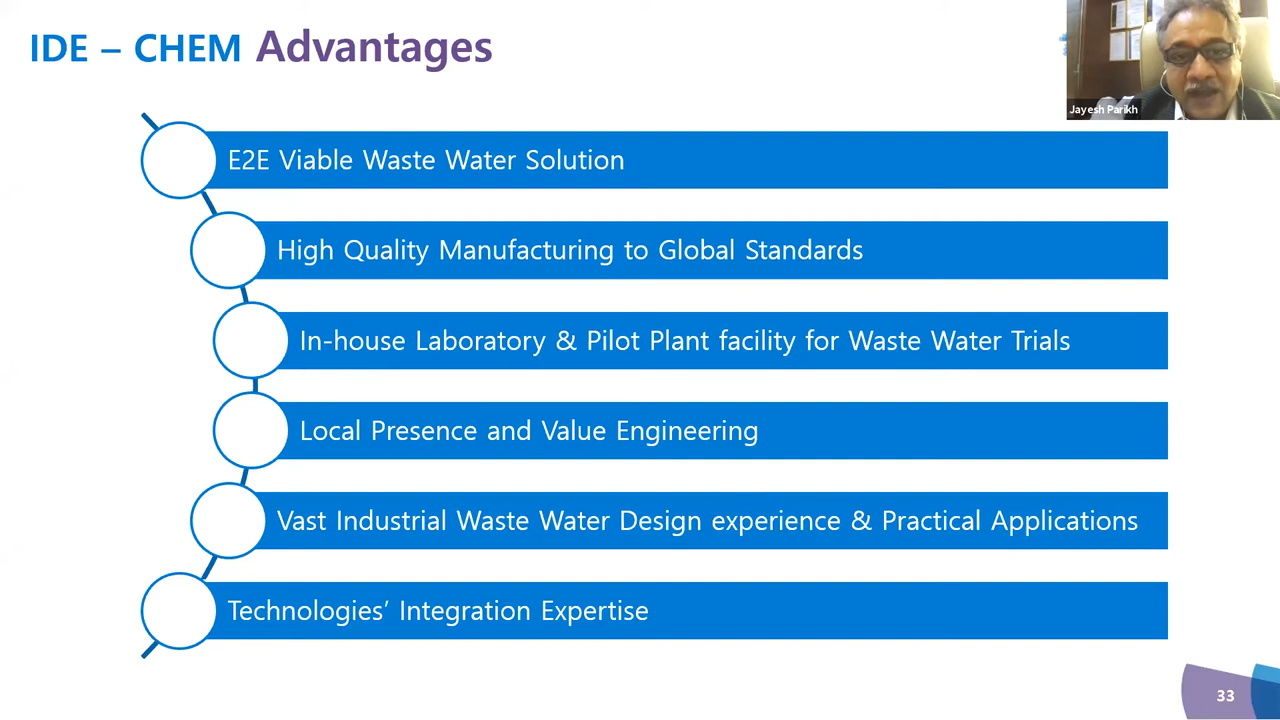 IDE – CHEM Advantages
Jayesh Parikh
E2E Viable Waste Water Solution
High Quality Manufacturing to Global Standards
In-house Laboratory & Pilot Plant facility for Waste Water Trials
Local Presence and Value Engineering
Vast Industrial Waste Water Design experience & Practical Applications
Technologies’ Integration Expertise
33